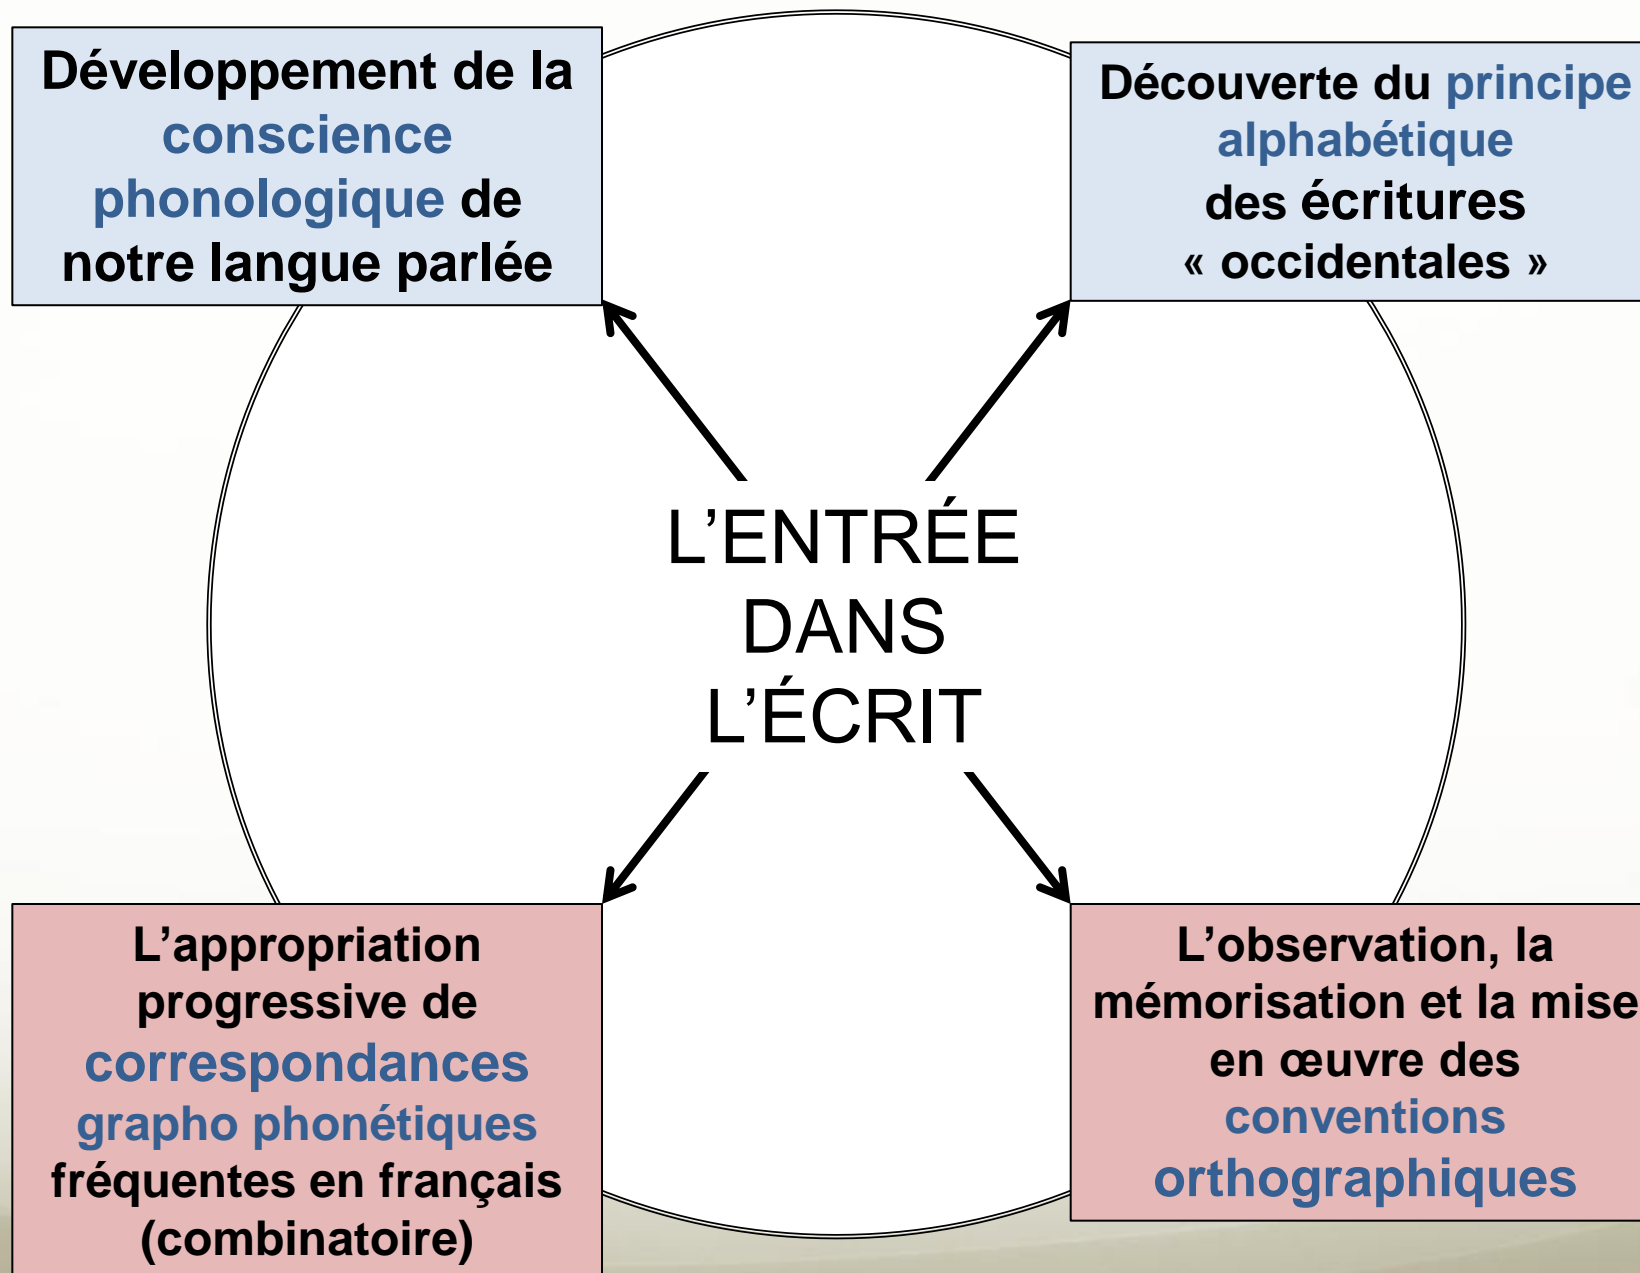 Développement de la
conscience
phonologique de
notre langue parlée
Découverte du principe
alphabétique
des écritures
« occidentales »
L’ENTRÉE
DANS
L’ÉCRIT
L’appropriation
progressive de
correspondances
grapho phonétiques
fréquentes en français
(combinatoire)
L’observation, la
mémorisation et la mise
en œuvre des
conventions
orthographiques